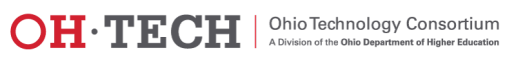 OH·TECH
Ohio Technology Consortium
A Division of the Ohio Department of Higher Education